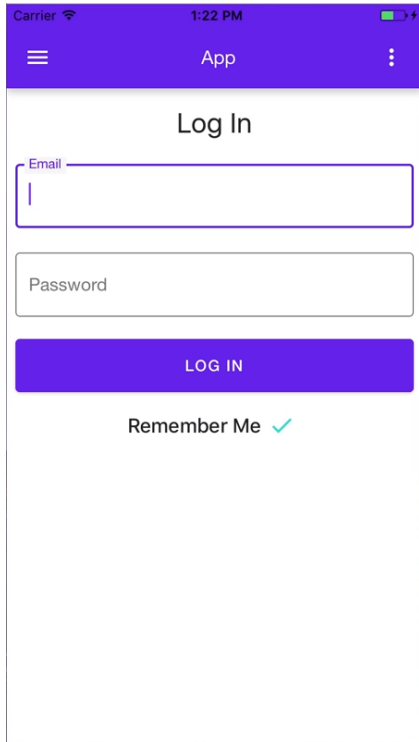 Carrier 1:22 PM
App
Log In
Email
Password
LOG IN
Remember Me